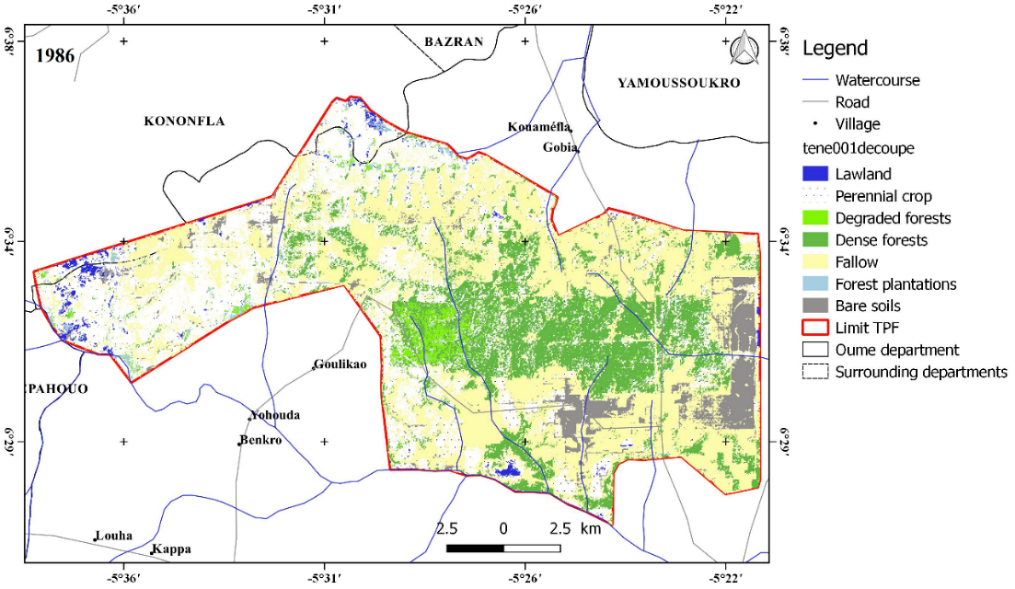 -5°36′ -5°31′ -5°26′ -5°22′
1986
6°38′ 6°38′
BAZRAN
YAMOUSSOUKRO
KONONFLA
Kouaméfla
Gobia
6°34′ 6°34′
Goulikao
PAHOUO
Yohouda
Benkro
6°29′ 6°29′
Louha
Kappa
2.5 0 2.5 km
-5°36′ -5°31′ -5°26′ -5°22′
Legend
Watercourse
Road
Village
tene001decoupe
Lawland
Perennial crop
Degraded forests
Dense forests
Fallow
Forest plantations
Bare soils
Limit TPF
Oume department
Surrounding departments